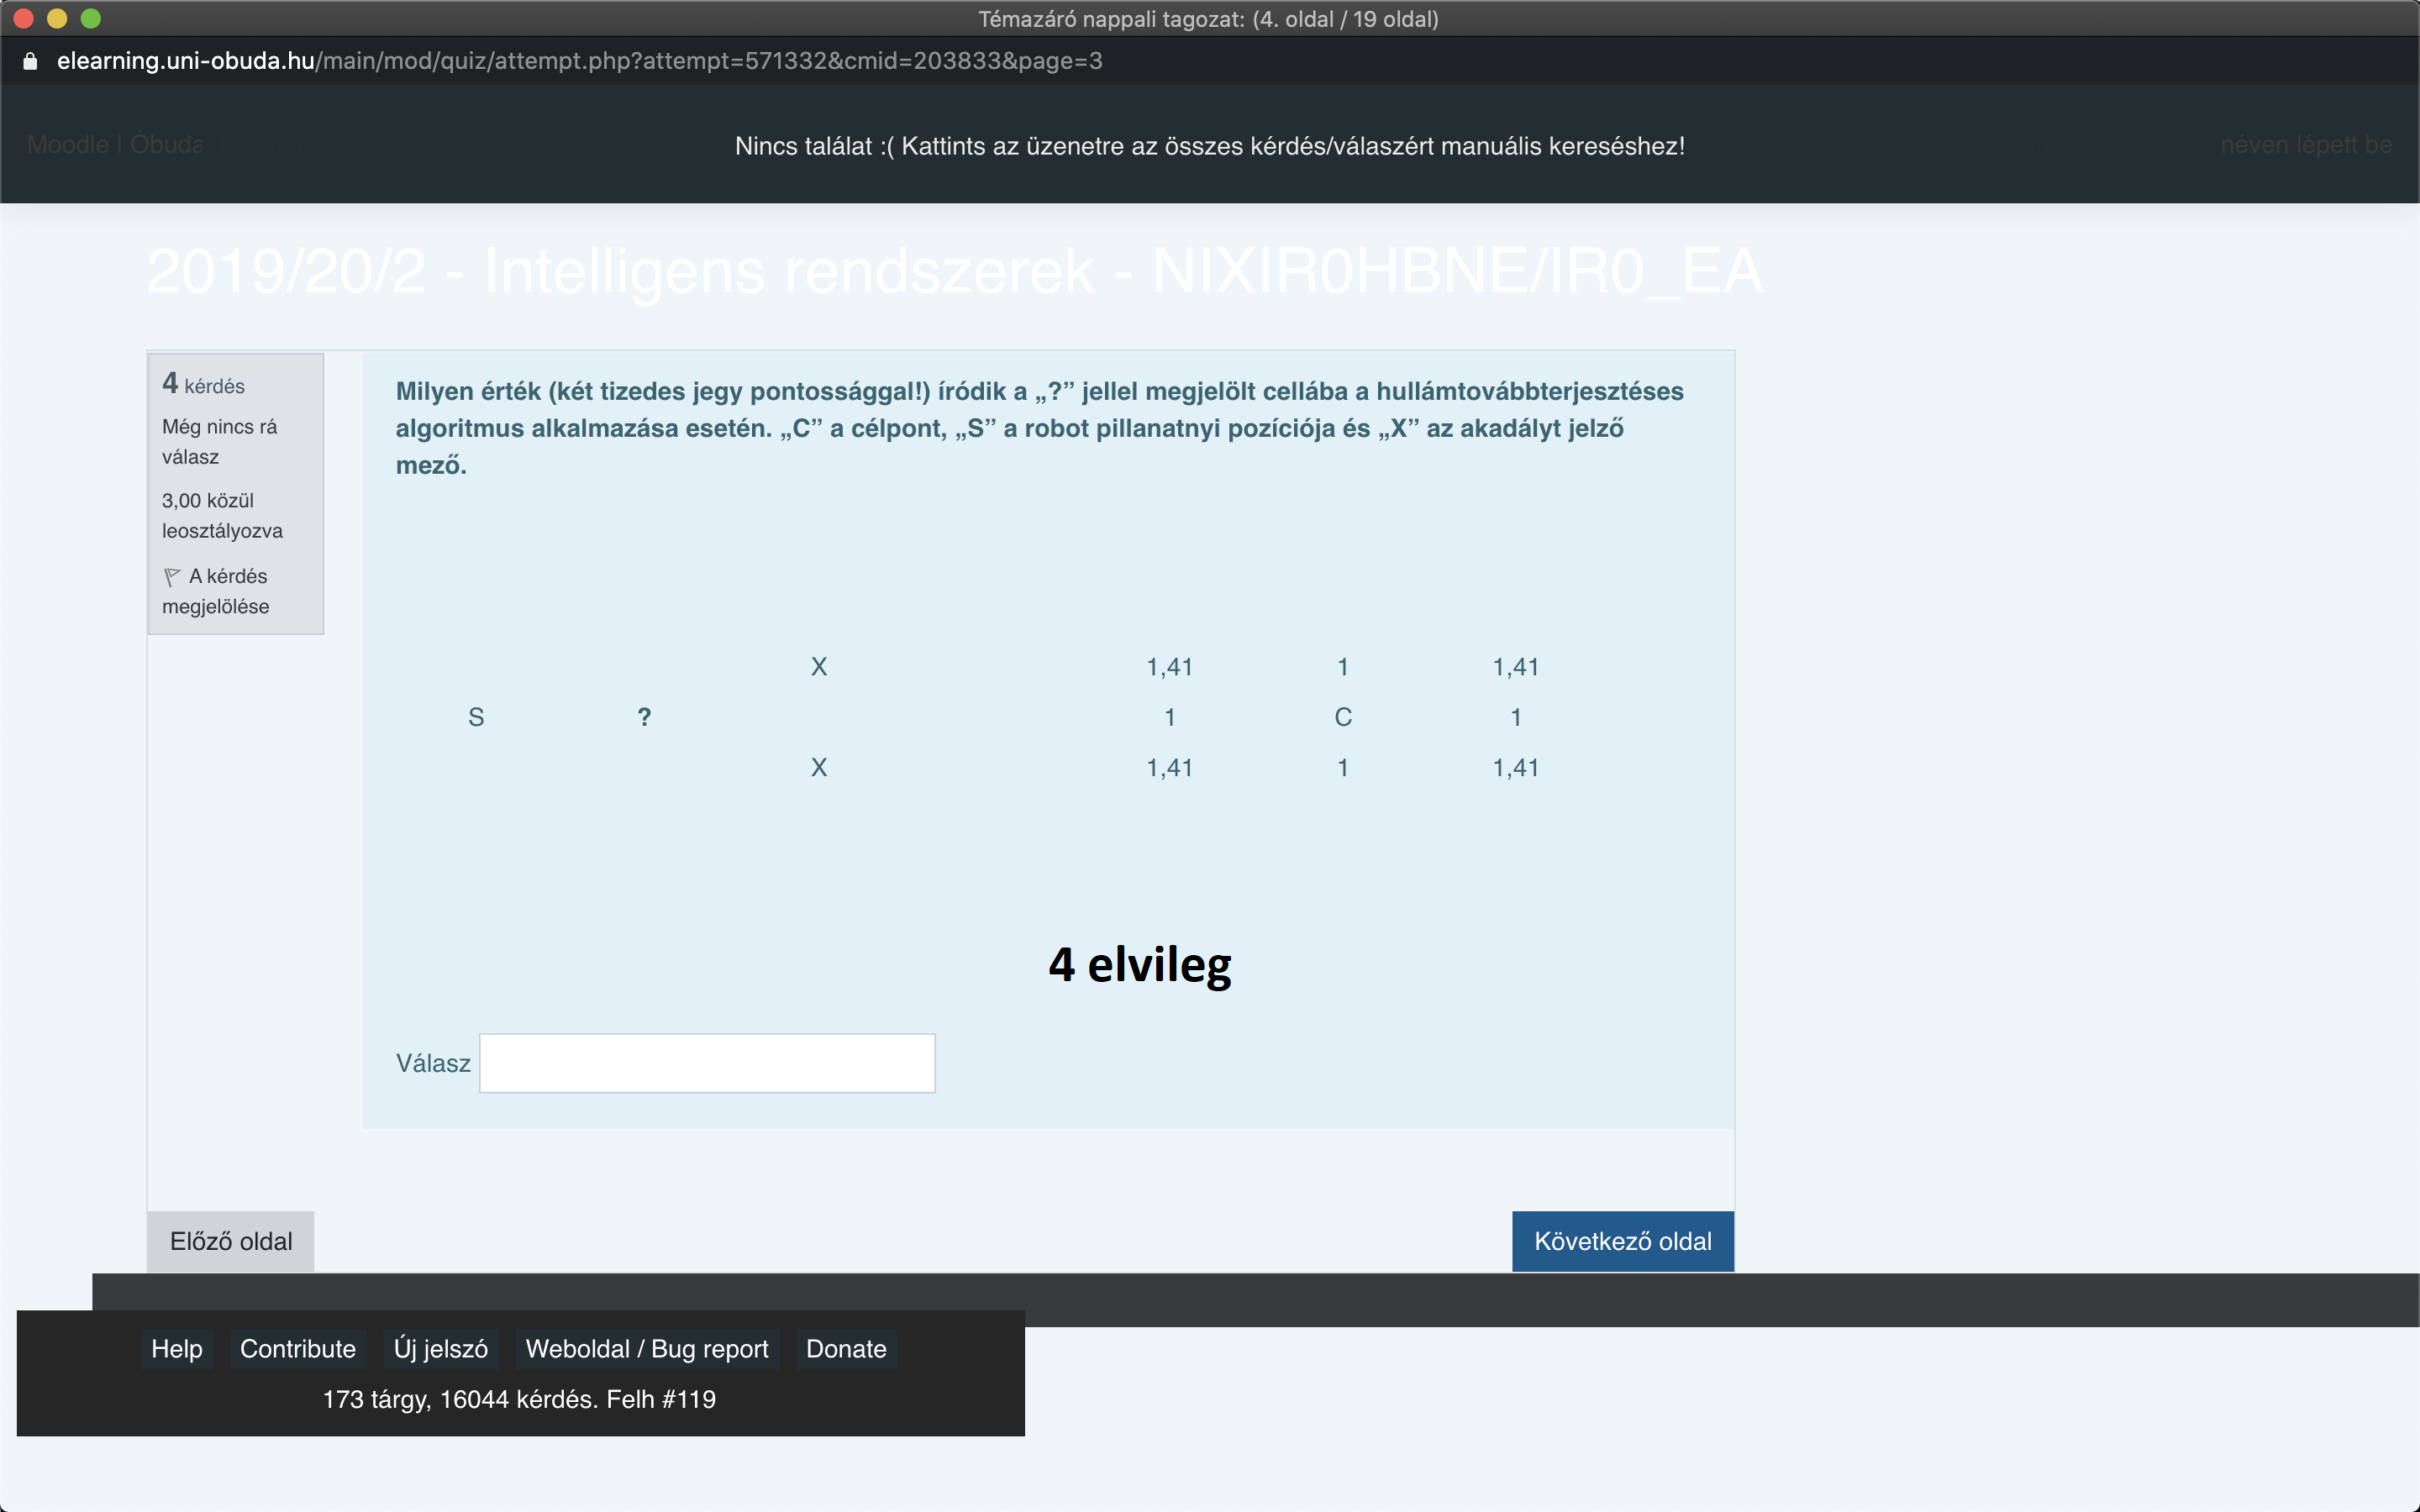 Témazáró nappali tagozat: (4. oldal / 19 oldal)
elearning.uni-obuda.hu/main/mod/quiz/attempt.php?attempt=571332&cmid=203833&page=3
Moodle | Óbuda
Nincs találat :( Kattints az üzenetre az összes kérdés/válaszért manuális kereséshez!
néven lépett be
2019/20/2 - Intelligens rendszerek - NIXIR0HBNE/IR0_EA
4 kérdés
Még nincs rá
válasz
3,00 közül
leosztályozva
A kérdés
megjelölése
Milyen érték (két tizedes jegy pontossággal!) íródik a „?” jellel megjelölt cellába a hullámtovábbterjesztéses
algoritmus alkalmazása esetén. „C” a célpont, „S” a robot pillanatnyi pozíciója és „X” az akadályt jelző
mező.
X 1,41 1 1,41
S ? 1 C 1
X 1,41 1 1,41
4 elvileg
Válasz
Előző oldal
Következő oldal
Help Contribute Új jelszó Weboldal / Bug report Donate
173 tárgy, 16044 kérdés. Felh #119